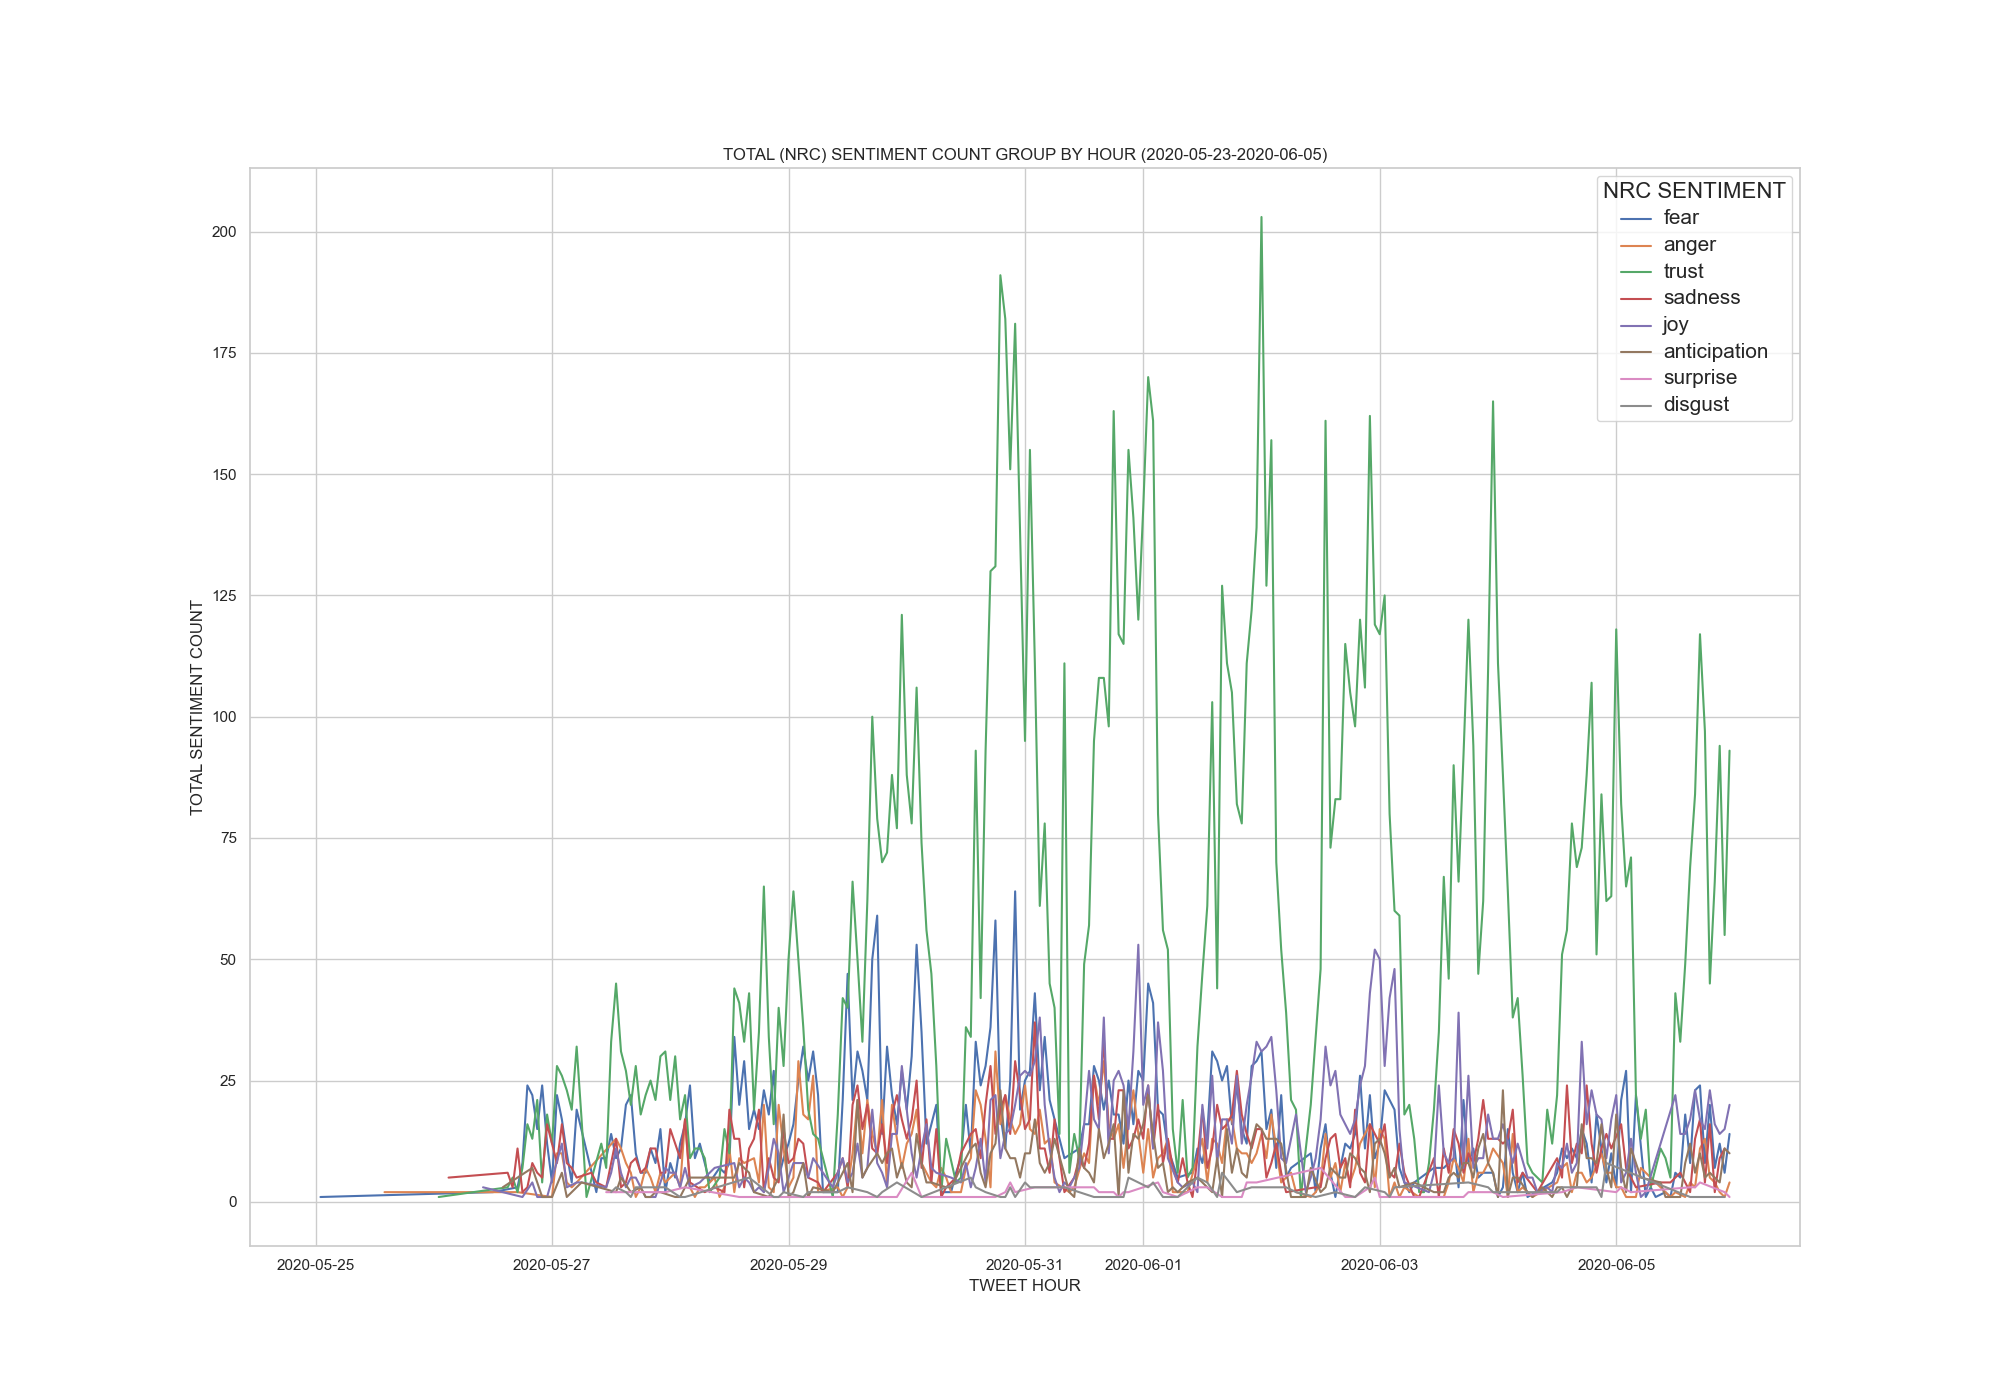 TOTAL (NRC) SENTIMENT COUNT GROUP BY HOUR (2020-05-23-2020-06-05)
NRC SENTIMENT
fear
anger
trust
sadness
joy
anticipation
surprise
disgust
TOTAL SENTIMENT COUNT
200
175
150
125
100
75
50
25
0
2020-05-25
2020-05-27
2020-05-29
2020-05-31
2020-06-01
2020-06-03
2020-06-05
TWEET HOUR